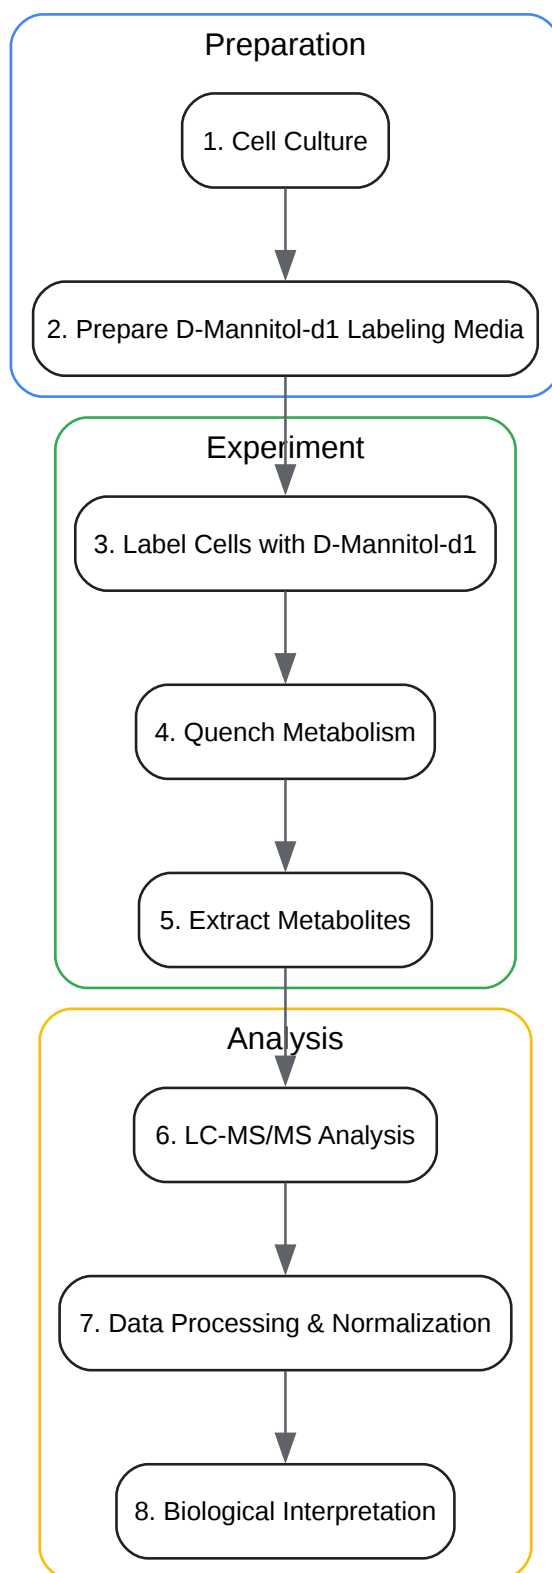 Preparation
1. Cell Culture
2. Prepare D-Mannitol-d1 Labeling Media
Experiment
3. Label Cells with D-Mannitol-d1
4. Quench Metabolism
5. Extract Metabolites
Analysis
6. LC-MS/MS Analysis
7. Data Processing & Normalization
8. Biological Interpretation